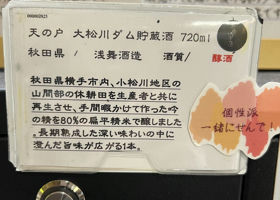 00002925
天の戸 大松川ダム貯蔵酒 720ml
秋田県 / 浅舞酒造 酒質/ 醇酒
秋田県横手市内、小松川地区の
山間部の休耕田を生産者と共に
再生させ、手間暇かけて作った今
の精を80%の扁平精米で醸しました
。長期熟成した深い味わいの中に
澄んだ旨味が広がる1本。
個性派
一緒にせんで!